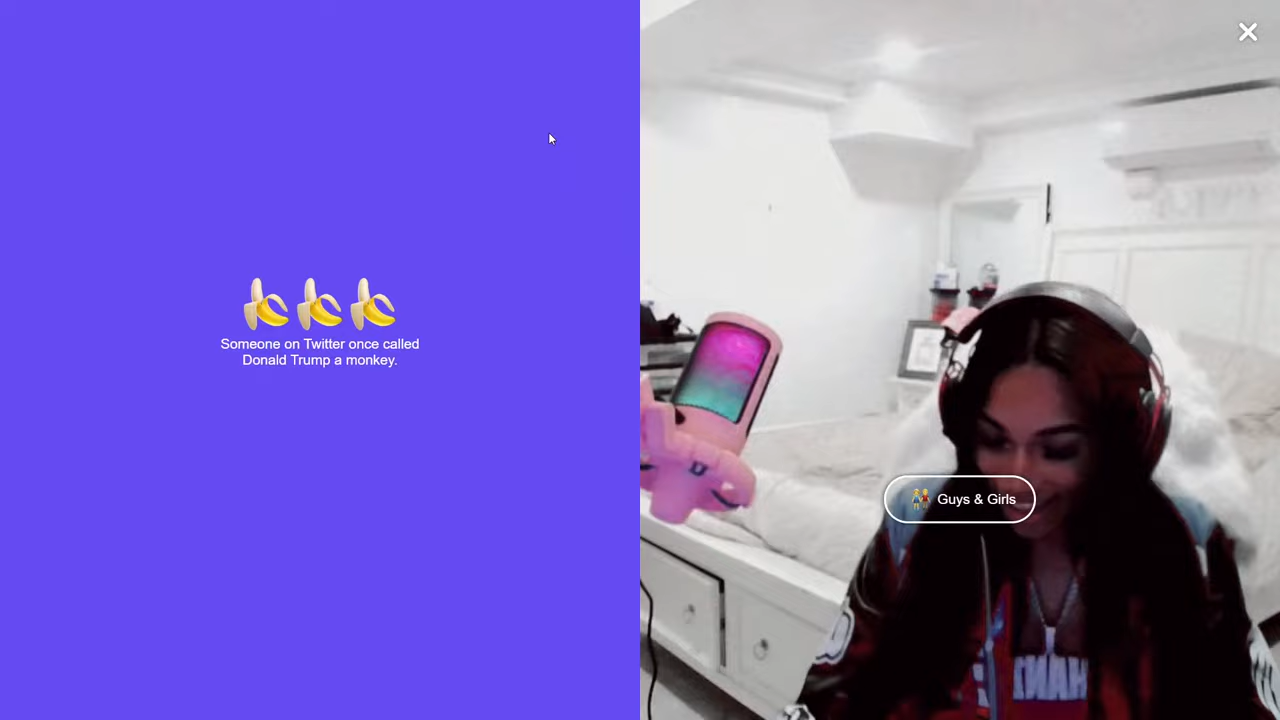 Someone on Twitter once called
Donald Trump a monkey.
Guys & Girls